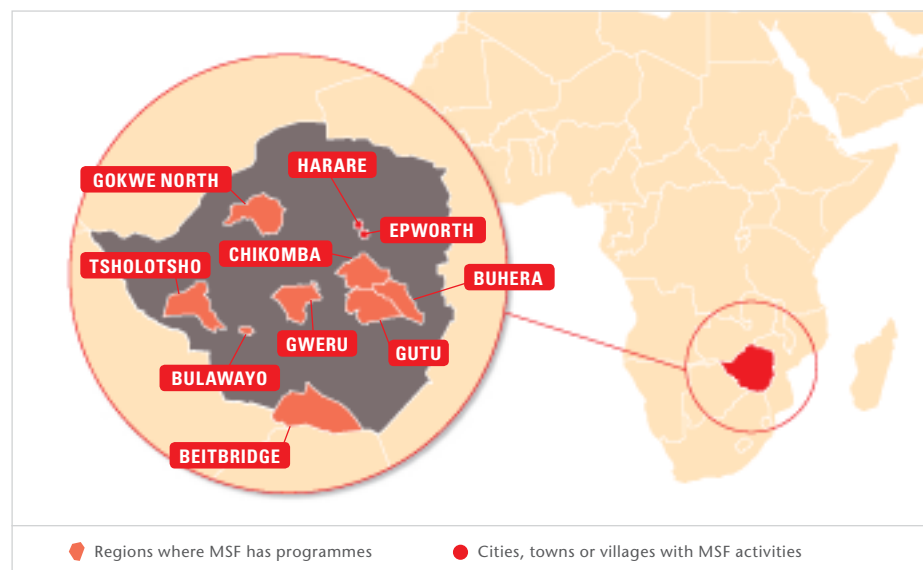 HARARE
GOKWE NORTH
EPWORTH
CHIKOMBA
TSHOLOTSHO
BUHERA
GWERU
GUTU
BULAWAYO
BEITBRIDGE
Regions where MSF has programmes
Cities, towns or villages with MSF activities